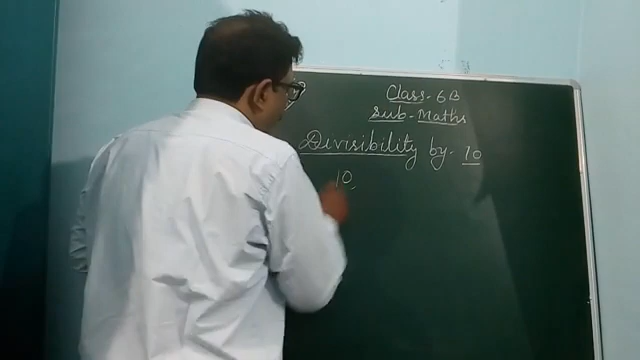 Class - 6B
Sub - Maths
Divisibility by - 10
10,